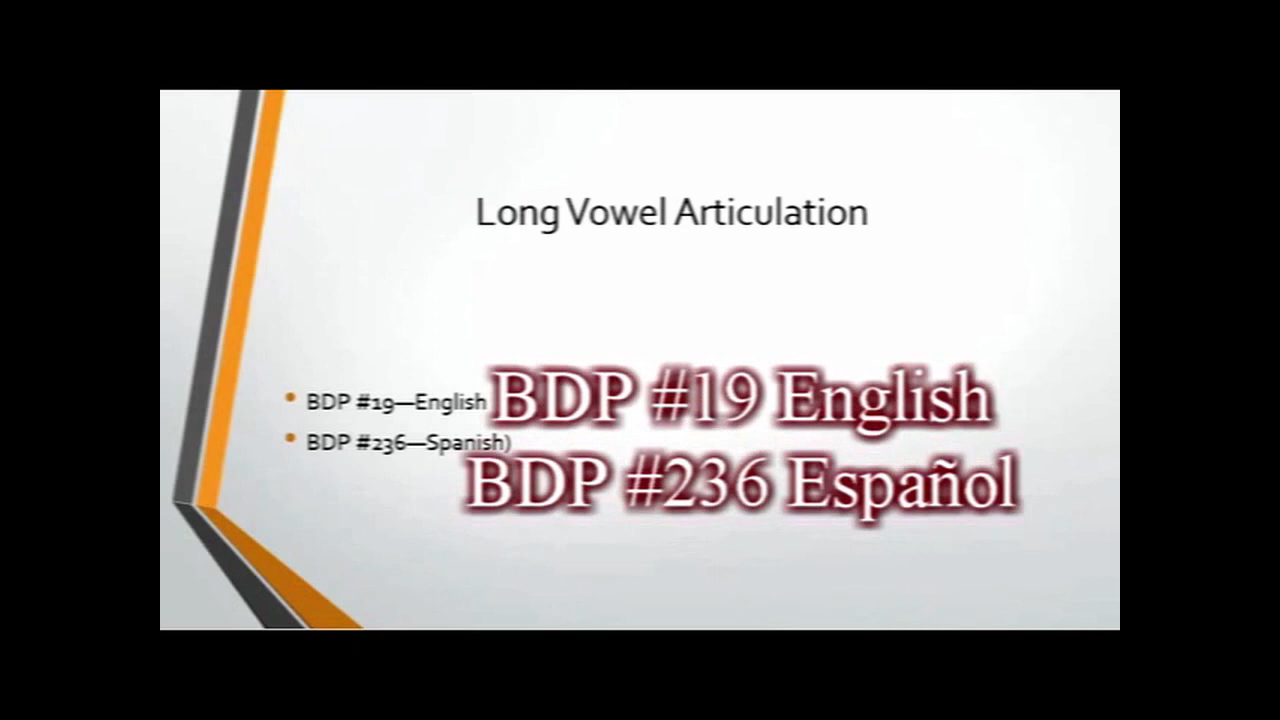 Long Vowel Articulation
BDP #19—English
BDP #236—Spanish)
BDP #19 English
BDP #236 Español